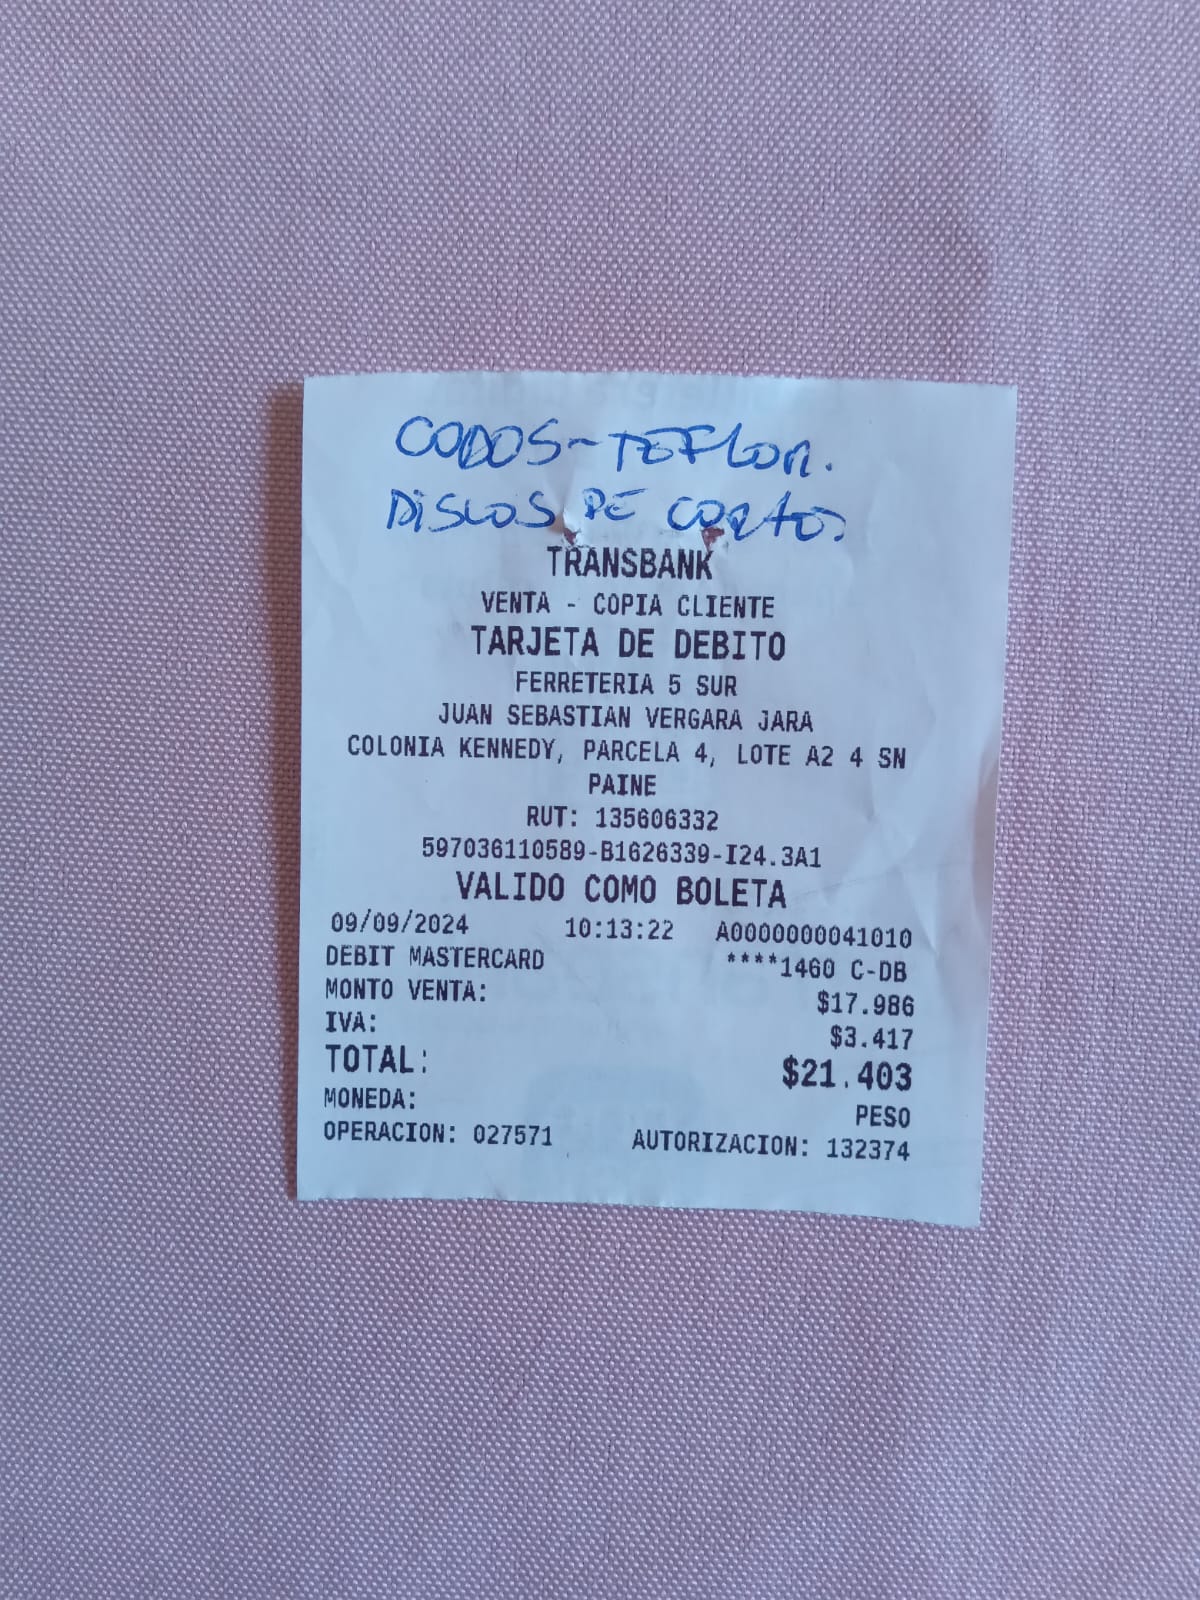 CODOS - TEFLON.
DISCOS DE CORTOS
TRANSBANK
VENTA - COPIA CLIENTE
TARJETA DE DEBITO
FERRETERIA 5 SUR
JUAN SEBASTIAN VERGARA JARA
COLONIA KENNEDY, PARCELA 4, LOTE A2 4 SN
PAINE
RUT: 135606332
597036110589-B1626339-I24.3A1
VALIDO COMO BOLETA
09/09/2024 10:13:22 A0000000041010
DEBIT MASTERCARD ****1460 C-DB
MONTO VENTA: $17.986
IVA: $3.417
TOTAL: $21.403
MONEDA: PESO
OPERACION: 027571 AUTORIZACION: 132374